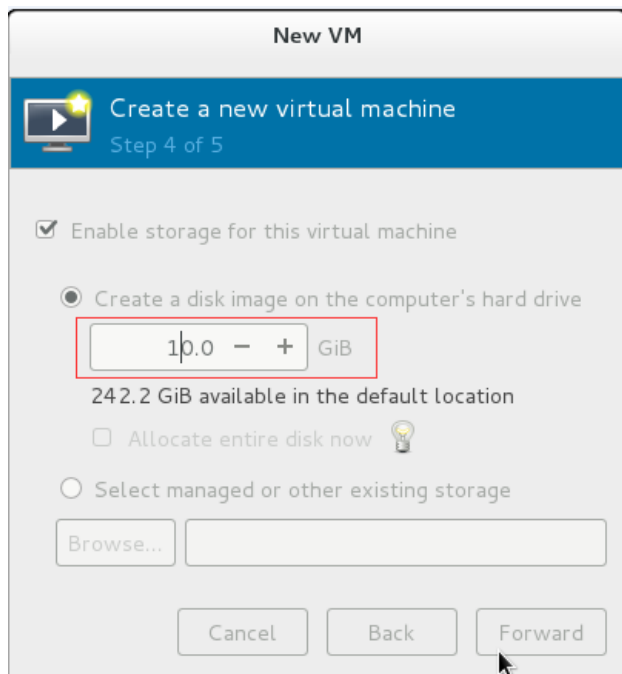 New VM
Create a new virtual machine
Step 4 of 5
Enable storage for this virtual machine
Create a disk image on the computer's hard drive
10.0 − + GiB
242.2 GiB available in the default location
Allocate entire disk now
Select managed or other existing storage
Browse...
Cancel Back Forward